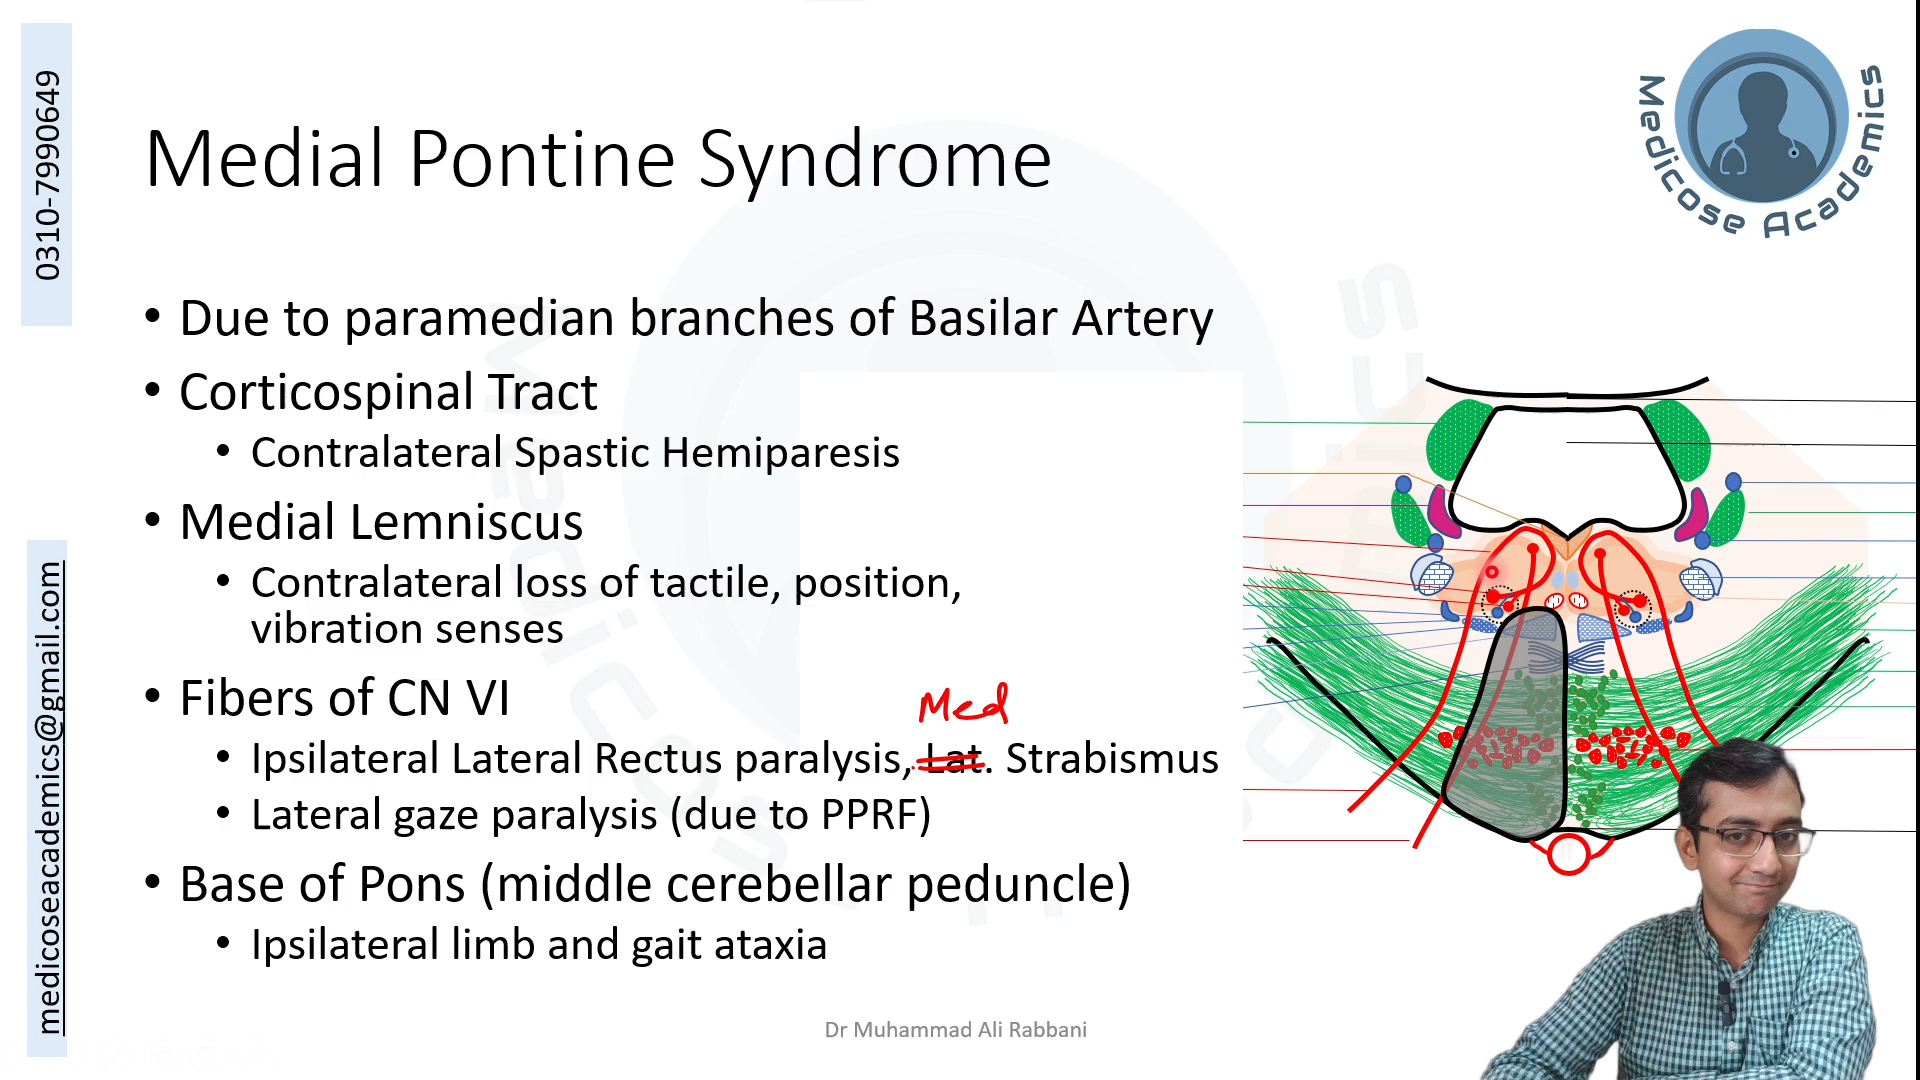 0310-7990649
medicoseacademics@gmail.com
Medicose Academics
Medial Pontine Syndrome
• Due to paramedian branches of Basilar Artery
• Corticospinal Tract
• Contralateral Spastic Hemiparesis
• Medial Lemniscus
• Contralateral loss of tactile, position,
vibration senses
• Fibers of CN VI
Med
• Ipsilateral Lateral Rectus paralysis, Lat. Strabismus
• Lateral gaze paralysis (due to PPRF)
• Base of Pons (middle cerebellar peduncle)
• Ipsilateral limb and gait ataxia
Dr Muhammad Ali Rabbani